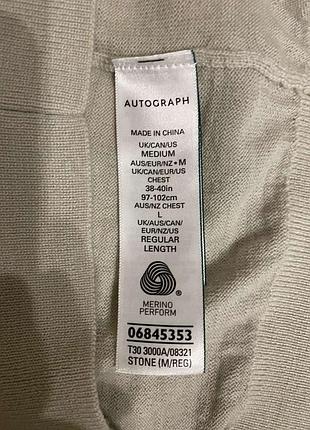 AUTOGRAPH
MADE IN CHINA
UK/CAN/US
MEDIUM
AUS/EUR/NZ • M
UK/CAN/EUR/US
CHEST
38-40in
97-102cm
AUS/NZ CHEST
L
UK/AUS/CAN/
EUR/NZ/US
REGULAR
LENGTH
MERINO
PERFORM
06845353
T30 3000A/08321
STONE (M/REG)